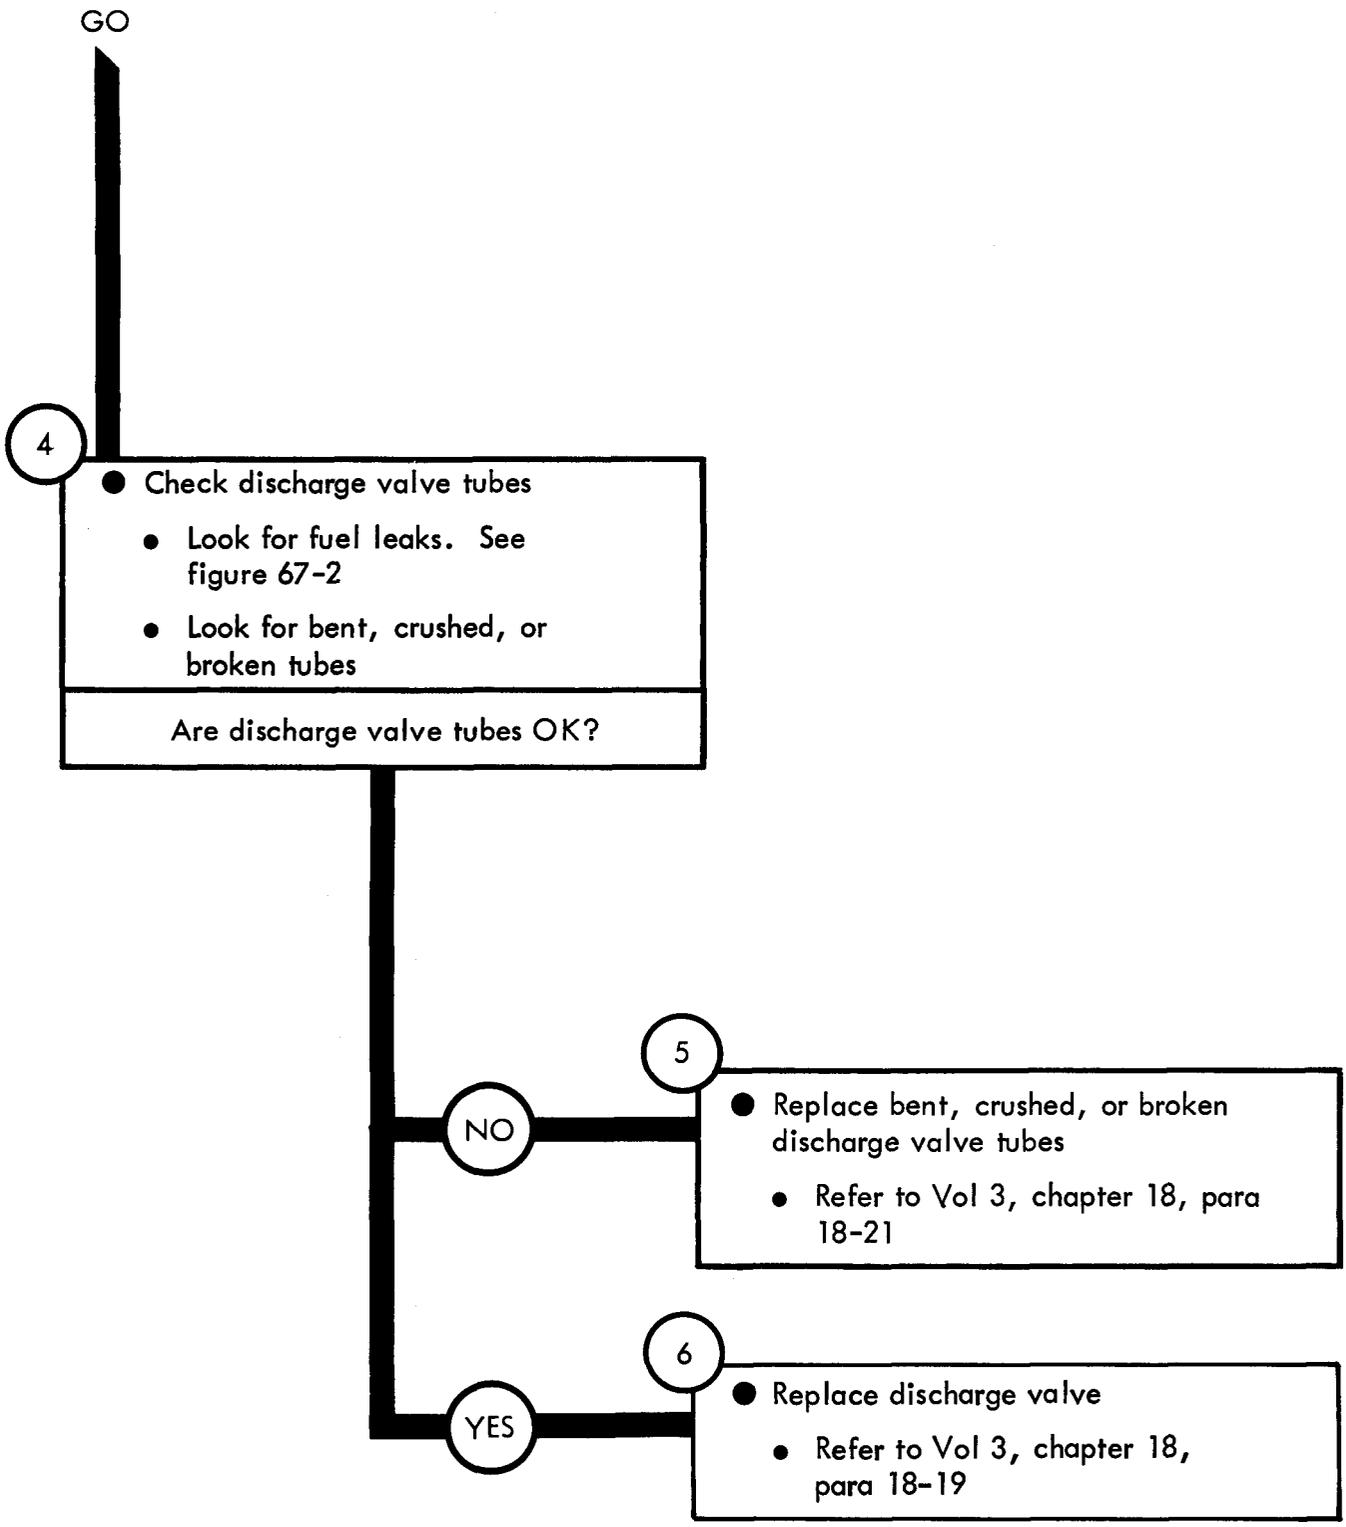 GO
4
● Check discharge valve tubes
● Look for fuel leaks. See
figure 67-2
● Look for bent, crushed, or
broken tubes
Are discharge valve tubes OK?
5
NO
● Replace bent, crushed, or broken
discharge valve tubes
● Refer to Vol 3, chapter 18, para
18-21
6
YES
● Replace discharge valve
● Refer to Vol 3, chapter 18,
para 18-19